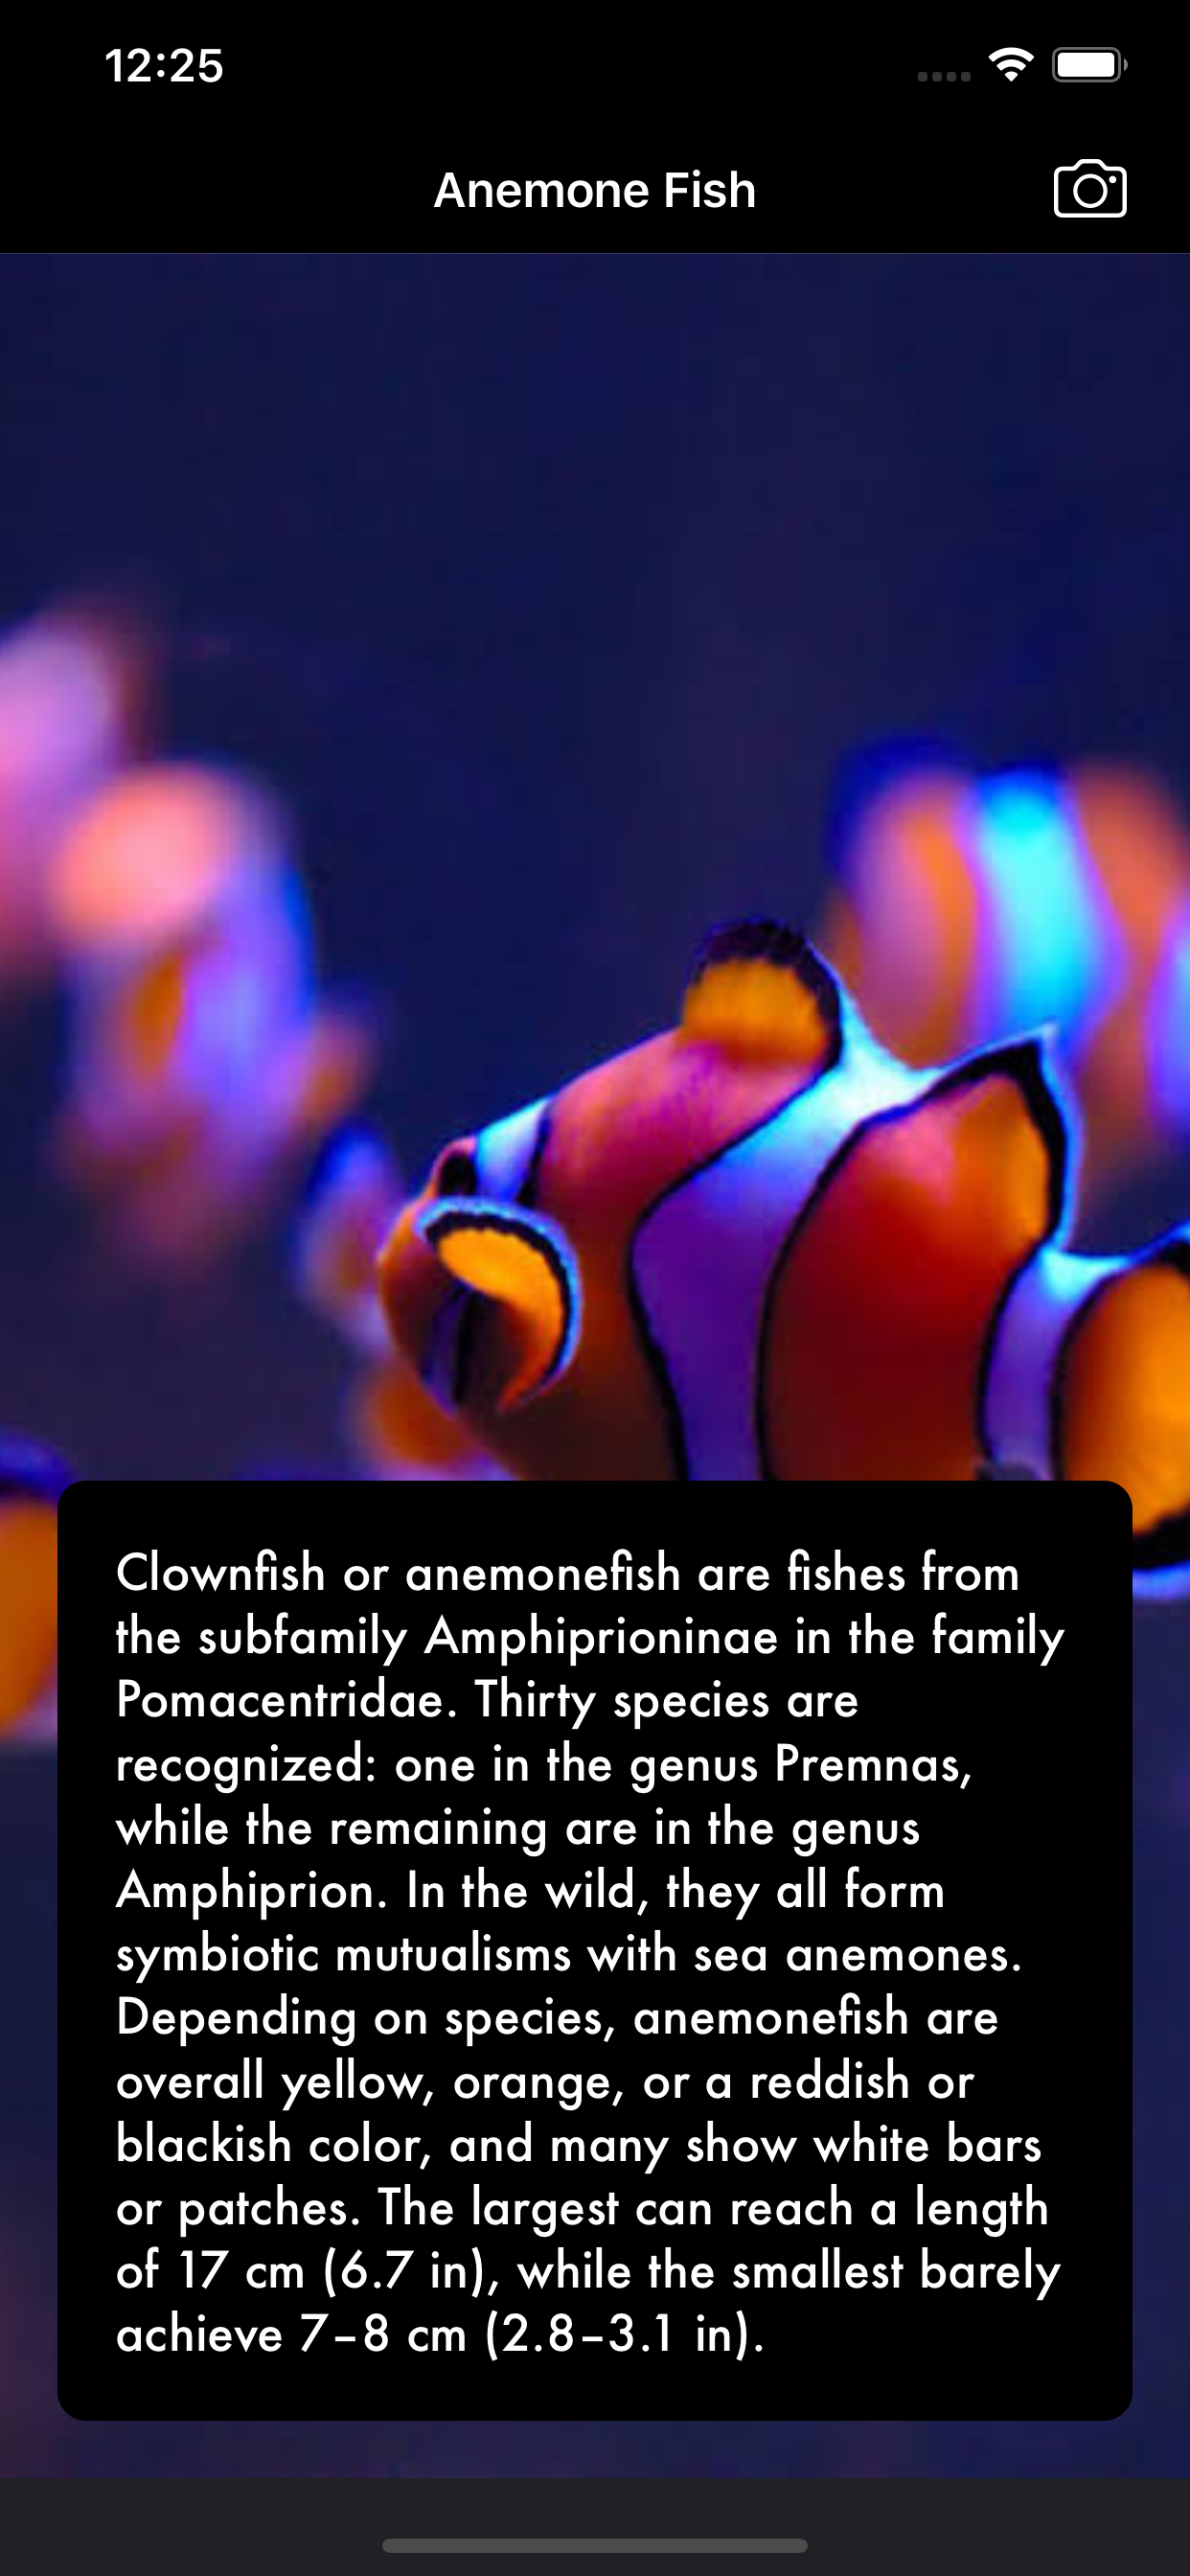 12:25
Anemone Fish
Clownfish or anemonefish are fishes from
the subfamily Amphiprioninae in the family
Pomacentridae. Thirty species are
recognized: one in the genus Premnas,
while the remaining are in the genus
Amphiprion. In the wild, they all form
symbiotic mutualisms with sea anemones.
Depending on species, anemonefish are
overall yellow, orange, or a reddish or
blackish color, and many show white bars
or patches. The largest can reach a length
of 17 cm (6.7 in), while the smallest barely
achieve 7–8 cm (2.8–3.1 in).